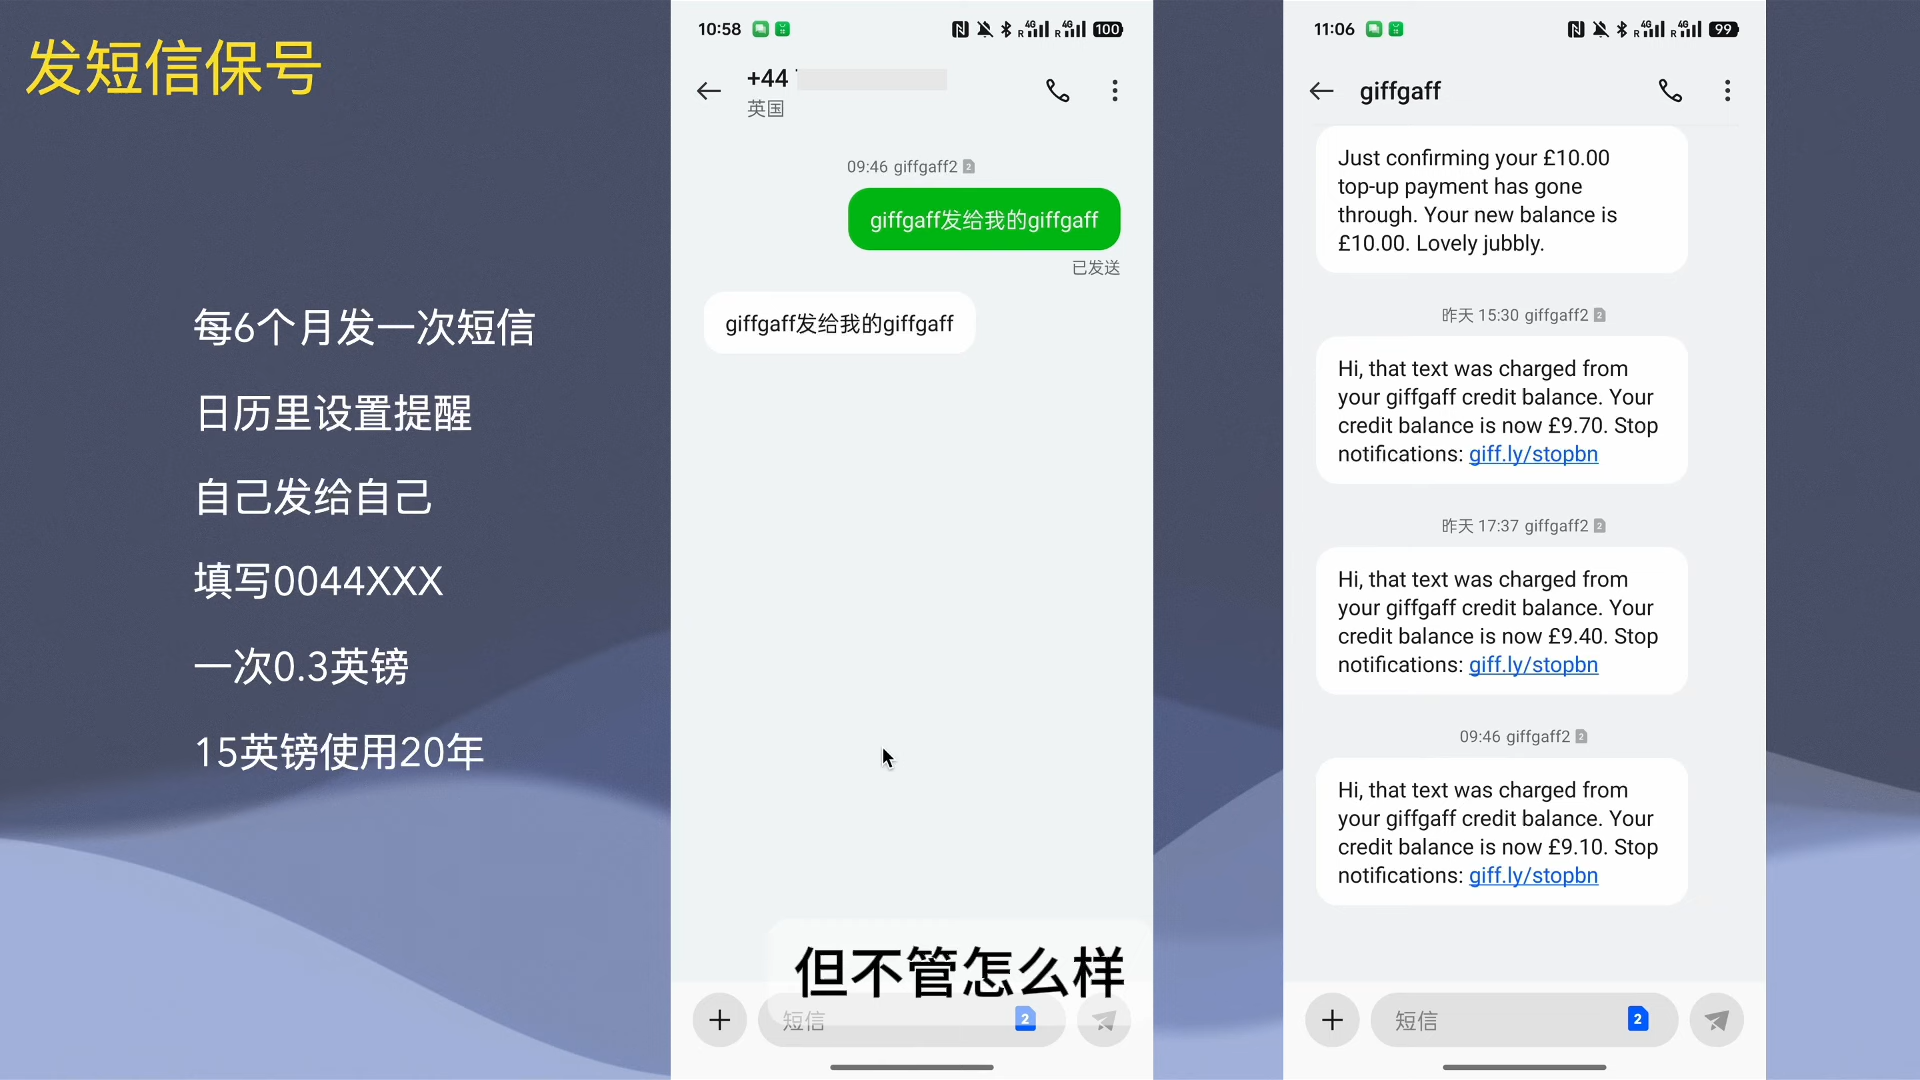 发短信保号
每6个月发一次短信
日历里设置提醒
自己发给自己
填写0044XXX
一次0.3英镑
15英镑使用20年
10:58
4G
4G
100
+44
英国
09:46 giffgaff2 2
giffgaff发给我的giffgaff
已发送
giffgaff发给我的giffgaff
但不管怎么样
短信
2
11:06
4G
4G
99
giffgaff
Just confirming your £10.00
top-up payment has gone
through. Your new balance is
£10.00. Lovely jubbly.
昨天 15:30 giffgaff2 2
Hi, that text was charged from
your giffgaff credit balance. Your
credit balance is now £9.70. Stop
notifications: giff.ly/stopbn
昨天 17:37 giffgaff2 2
Hi, that text was charged from
your giffgaff credit balance. Your
credit balance is now £9.40. Stop
notifications: giff.ly/stopbn
09:46 giffgaff2 2
Hi, that text was charged from
your giffgaff credit balance. Your
credit balance is now £9.10. Stop
notifications: giff.ly/stopbn
短信
2